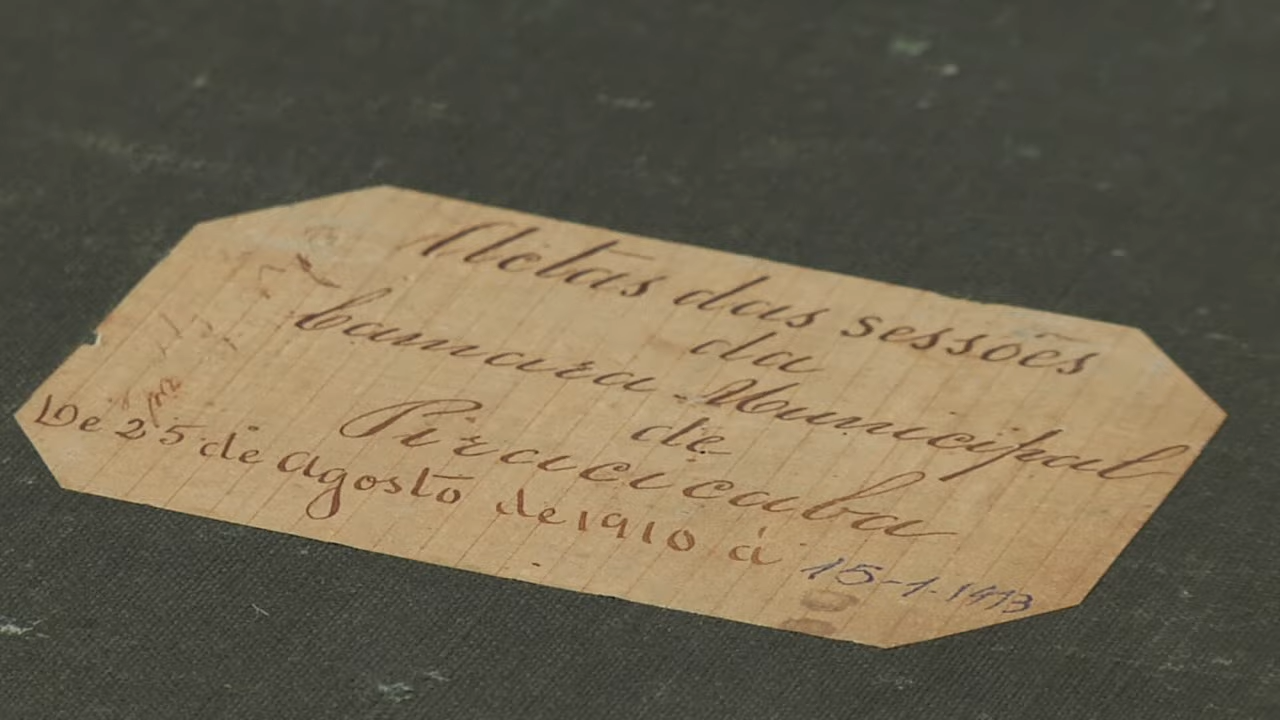 Actas das sessões
da
Camara Municipal
de
Piracicaba
De 25 de Agosto de 1910 á 15-1-1913